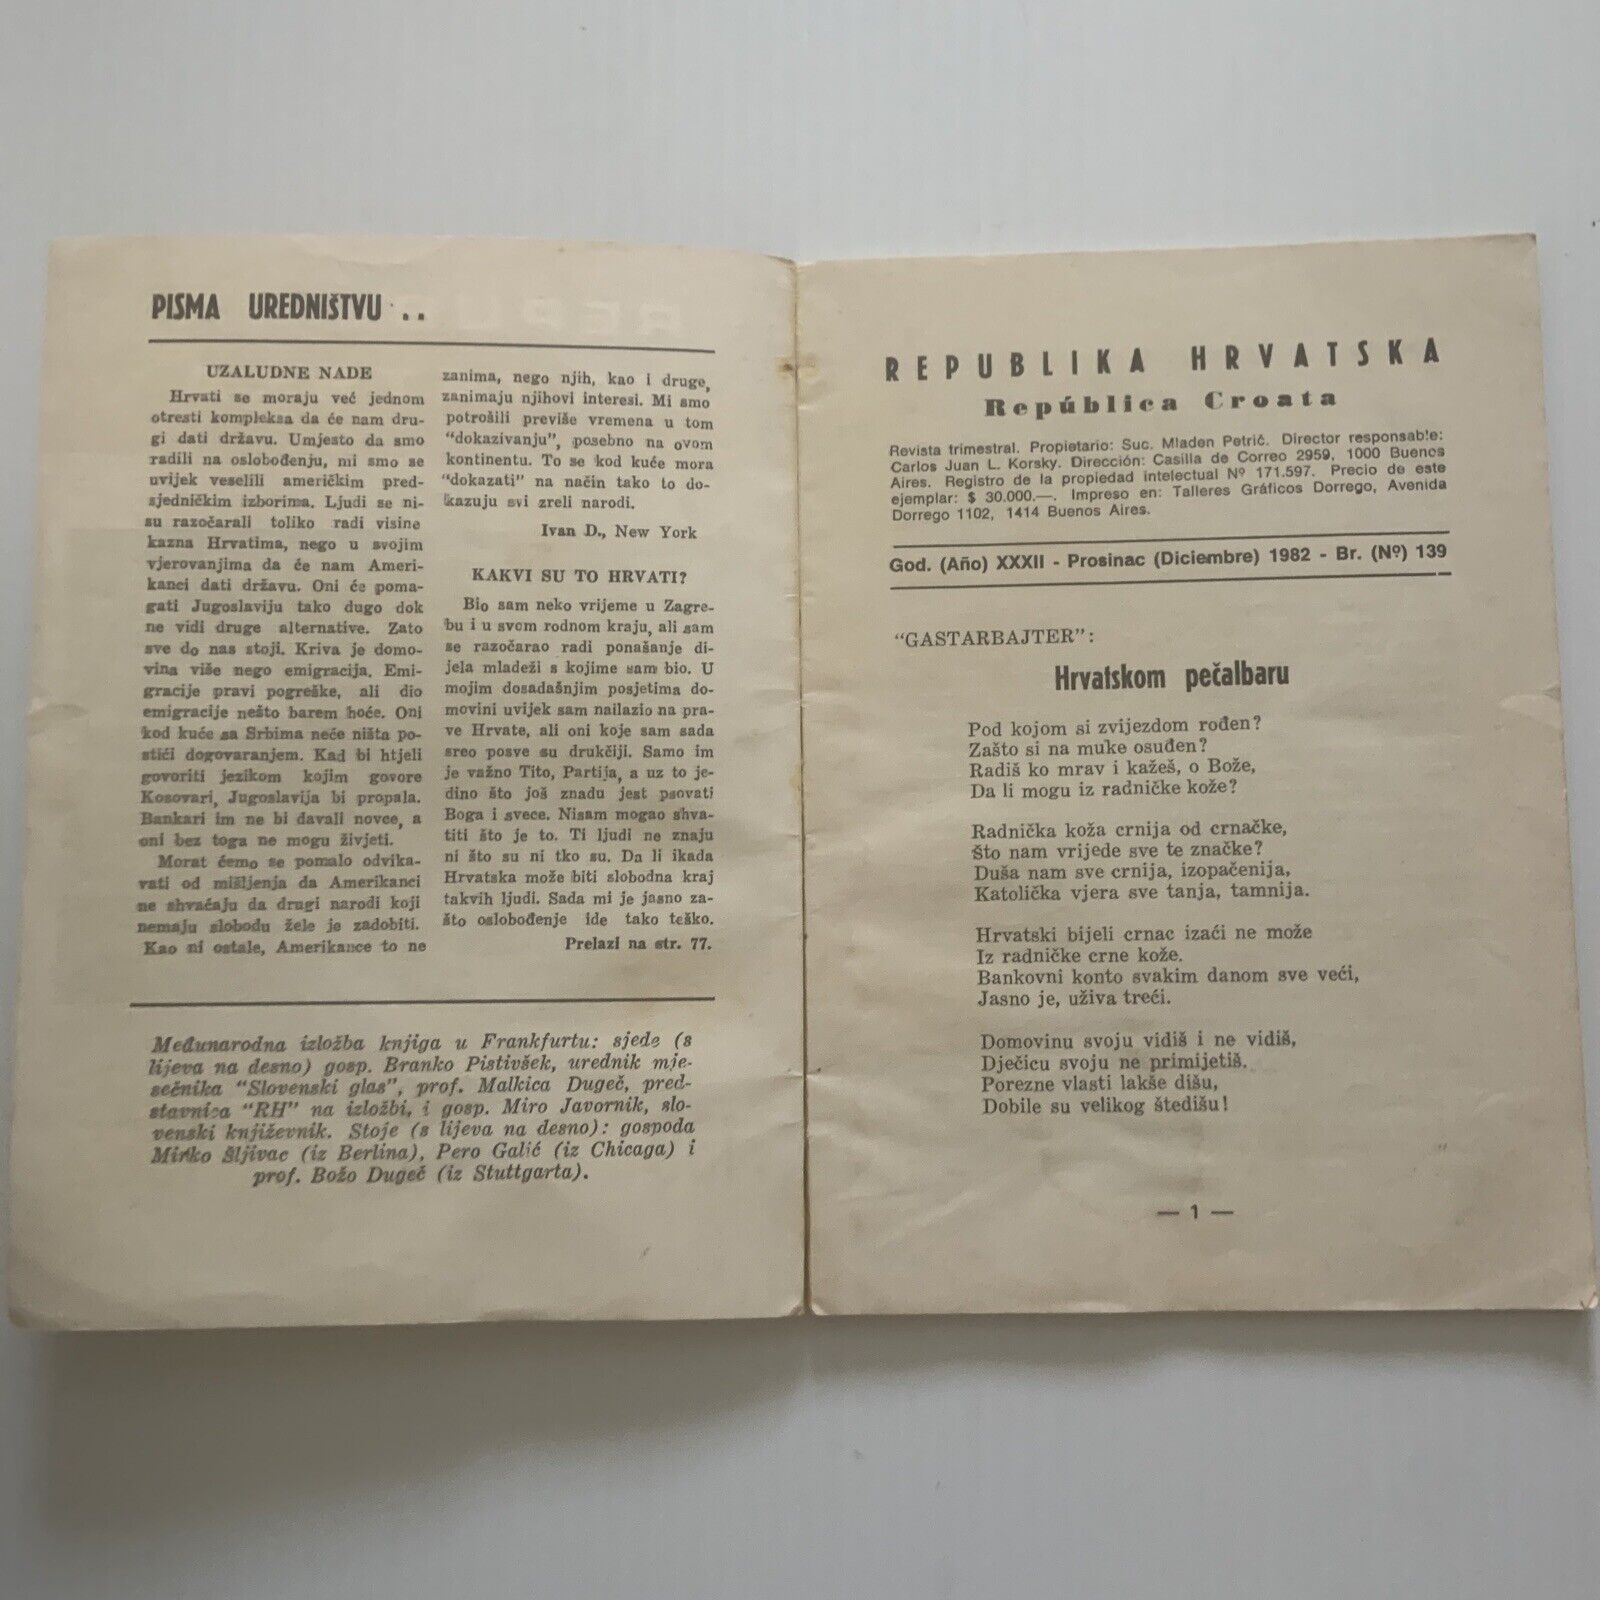 PISMA UREDNIŠTVU . .
UZALUDNE NADE
Hrvati se moraju već jednom
otresti kompleksa da će nam dru-
gi dati državu. Umjesto da smo
radili na oslobođenju, mi smo se
uvijek veselili američkim pred-
sjedničkim izborima. Ljudi se ni-
su razočarali toliko radi visine
kazna Hrvatima, nego u svojim
vjerovanjima da će nam Ameri-
kanci dati državu. Oni će poma-
gati Jugoslaviju tako dugo dok
ne vidi druge alternative. Zato
sve do nas stoji. Kriva je domo-
vina više nego emigracija. Emi-
gracije pravi pogreške, ali dio
emigracije nešto barem hoće. Oni
kod kuće sa Srbima neće ništa po-
stići dogovaranjem. Kad bi htjeli
govoriti jezikom kojim govore
Kosovari, Jugoslavija bi propala.
Bankari im ne bi davali novce, a
oni bez toga ne mogu živjeti.
Morat ćemo se pomalo odvika-
vati od mišljenja da Amerikanci
ne shvaćaju da drugi narodi koji
nemaju slobodu žele je zadobiti.
Kao ni ostale, Amerikance to ne
zanima, nego njih, kao i druge,
zanimaju njihovi interesi. Mi smo
potrošili previše vremena u tom
"dokazivanju", posebno na ovom
kontinentu. To se kod kuće mora
"dokazati" na način tako to do-
kazuju svi zreli narodi.
Ivan D., New York
KAKVI SU TO HRVATI?
Bio sam neko vrijeme u Zagre-
bu i u svom rodnom kraju, ali sam
se razočarao radi ponašanje di-
jela mladeži s kojime sam bio. U
mojim dosadašnjim posjetima do-
movini uvijek sam nailazio na pra-
ve Hrvate, ali oni koje sam sada
sreo posve su drukčiji. Samo im
je važno Tito, Partija, a uz to je-
dino što još znadu jest psovati
Boga i svece. Nisam mogao shva-
titi što je to. Ti ljudi ne znaju
ni što su ni tko su. Da li ikada
Hrvatska može biti slobodna kraj
takvih ljudi. Sada mi je jasno za-
što oslobođenje ide tako teško.
Prelazi na str. 77.
Međunarodna izložba knjiga u Frankfurtu: sjede (s
lijeva na desno) gosp. Branko Pistivšek, urednik mje-
sečnika "Slovenski glas", prof. Malkica Dugeč, pred-
stavnica "RH" na izložbi, i gosp. Miro Javornik, slo-
venski književnik. Stoje (s lijeva na desno): gospoda
Mirko Šljivac (iz Berlina), Pero Galić (iz Chicaga) i
prof. Božo Dugeč (iz Stuttgarta).
REPUBLIKA HRVATSKA
República Croata
Revista trimestral. Propietario: Suc. Mladen Petrič. Director responsable:
Carlos Juan L. Korsky. Dirección: Casilla de Correo 2959, 1000 Buenos
Aires. Registro de la propiedad intelectual Nº 171.597. Precio de este
ejemplar: $ 30.000.—. Impreso en: Talleres Gráficos Dorrego, Avenida
Dorrego 1102, 1414 Buenos Aires.
God. (Año) XXXII - Prosinac (Diciembre) 1982 - Br. (Nº) 139
"GASTARBAJTER":
Hrvatskom pečalbaru
Pod kojom si zvijezdom rođen?
Zašto si na muke osuđen?
Radiš ko mrav i kažeš, o Bože,
Da li mogu iz radničke kože?
Radnička koža crnija od crnačke,
Što nam vrijede sve te značke?
Duša nam sve crnija, izopačenija,
Katolička vjera sve tanja, tamnija.
Hrvatski bijeli crnac izaći ne može
Iz radničke crne kože.
Bankovni konto svakim danom sve veći,
Jasno je, uživa treći.
Domovinu svoju vidiš i ne vidiš,
Dječicu svoju ne primijetiš.
Porezne vlasti lakše dišu,
Dobile su velikog štedišu!
— 1 —